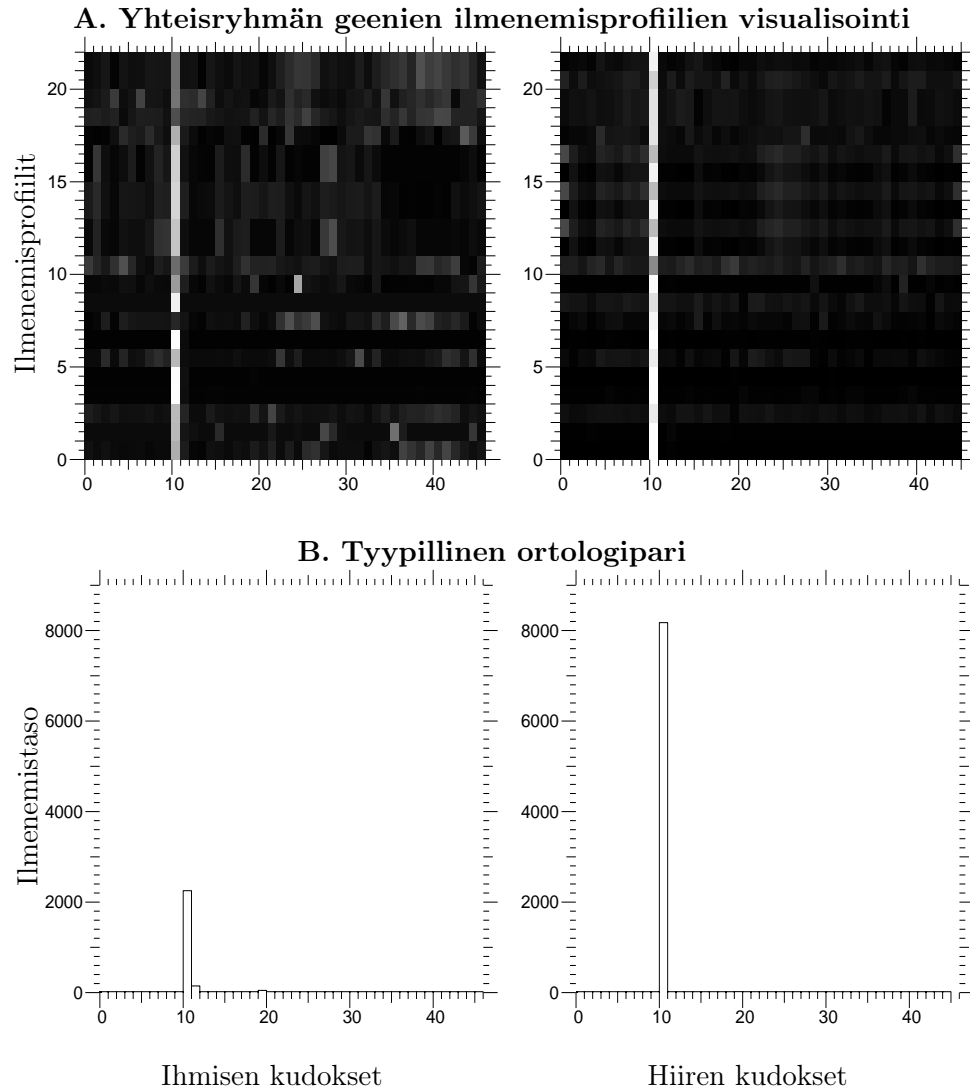 A. Yhteisryhmän geenien ilmenemisprofiilien visualisointi
Ilmenemisprofiilit
20
15
10
5
0
0 10 20 30 40
20
15
10
5
0
0 10 20 30 40
B. Tyypillinen ortologipari
Ilmenemistaso
8000
6000
4000
2000
0
0 10 20 30 40
8000
6000
4000
2000
0
0 10 20 30 40
Ihmisen kudokset
Hiiren kudokset